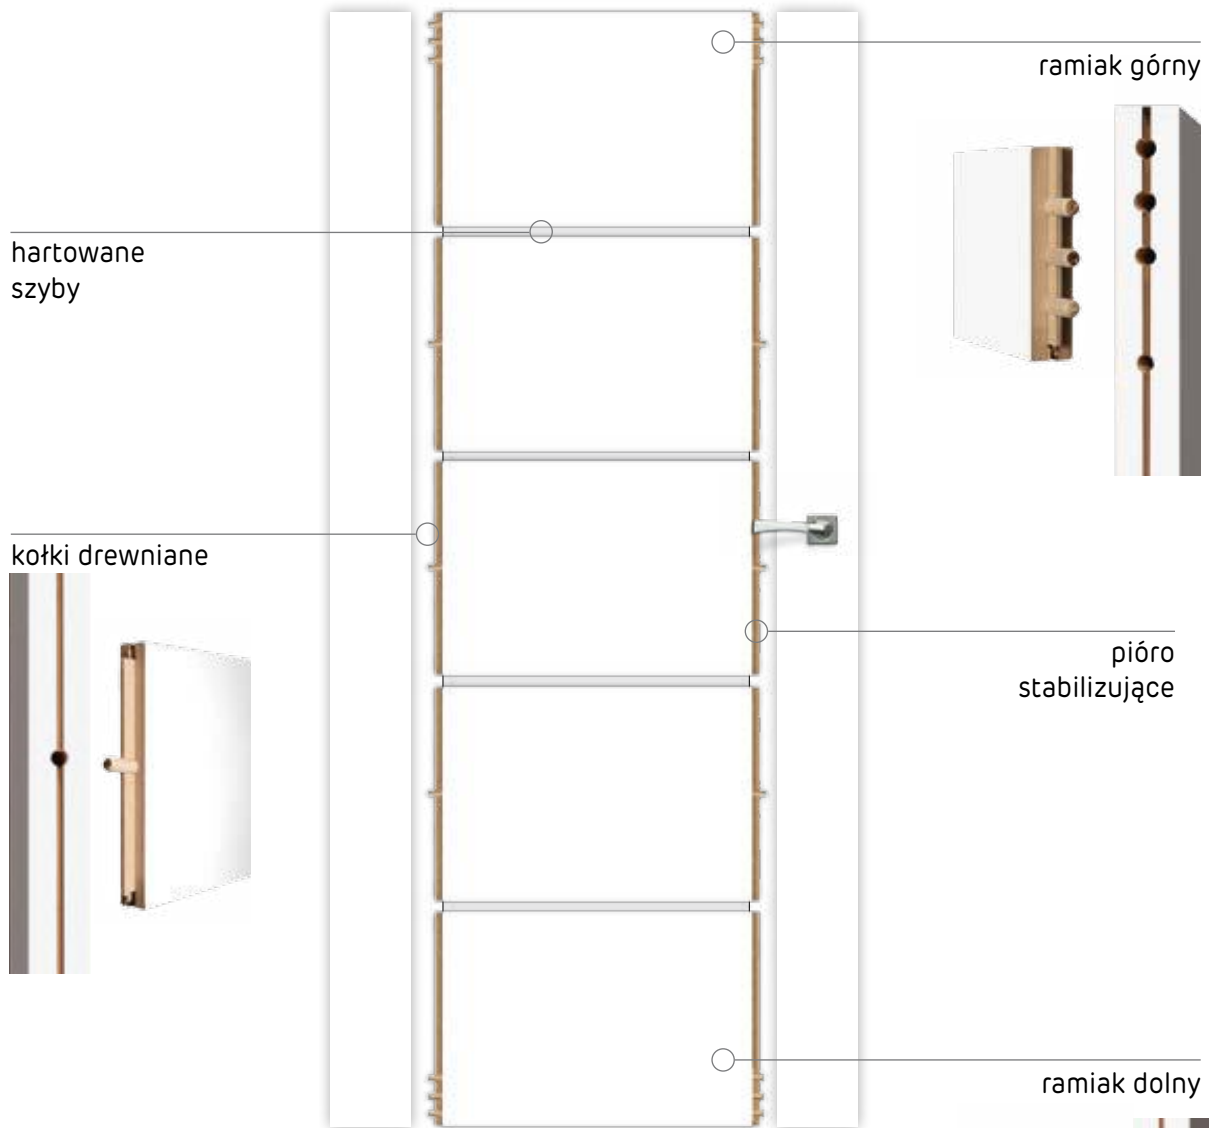 ramiak górny
hartowane
szyby
kołki drewniane
pióro
stabilizujące
ramiak dolny